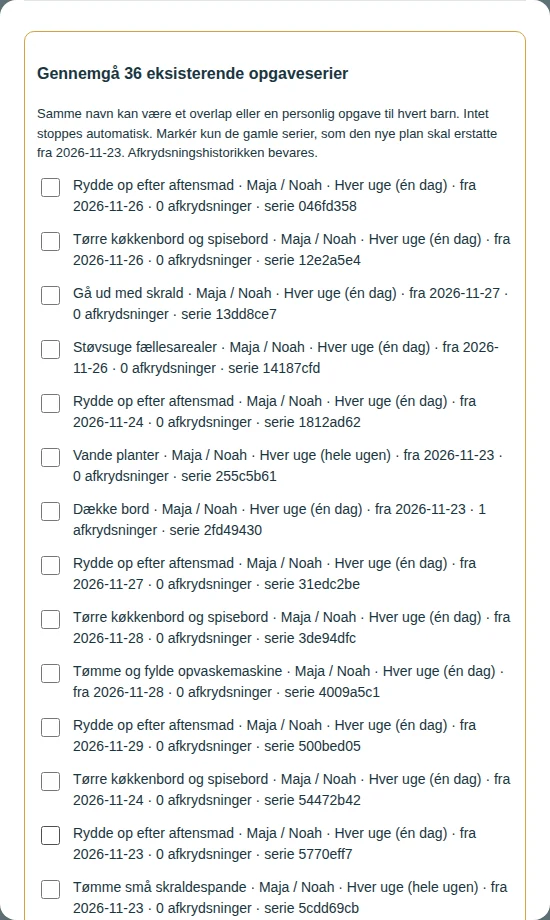 Gennemgå 36 eksisterende opgaveserier
Samme navn kan være et overlap eller en personlig opgave til hvert barn. Intet
stoppes automatisk. Markér kun de gamle serier, som den nye plan skal erstatte
fra 2026-11-23. Afkrydsningshistorikken bevares.
Rydde op efter aftensmad · Maja / Noah · Hver uge (én dag) · fra
2026-11-26 · 0 afkrydsninger · serie 046fd358
Tørre køkkenbord og spisebord · Maja / Noah · Hver uge (én dag) · fra
2026-11-26 · 0 afkrydsninger · serie 12e2a5e4
Gå ud med skrald · Maja / Noah · Hver uge (én dag) · fra 2026-11-27 ·
0 afkrydsninger · serie 13dd8ce7
Støvsuge fællesarealer · Maja / Noah · Hver uge (én dag) · fra 2026-
11-26 · 0 afkrydsninger · serie 14187cfd
Rydde op efter aftensmad · Maja / Noah · Hver uge (én dag) · fra
2026-11-24 · 0 afkrydsninger · serie 1812ad62
Vande planter · Maja / Noah · Hver uge (hele ugen) · fra 2026-11-23 ·
0 afkrydsninger · serie 255c5b61
Dække bord · Maja / Noah · Hver uge (én dag) · fra 2026-11-23 · 1
afkrydsninger · serie 2fd49430
Rydde op efter aftensmad · Maja / Noah · Hver uge (én dag) · fra
2026-11-27 · 0 afkrydsninger · serie 31edc2be
Tørre køkkenbord og spisebord · Maja / Noah · Hver uge (én dag) · fra
2026-11-28 · 0 afkrydsninger · serie 3de94dfc
Tømme og fylde opvaskemaskine · Maja / Noah · Hver uge (én dag) ·
fra 2026-11-28 · 0 afkrydsninger · serie 4009a5c1
Rydde op efter aftensmad · Maja / Noah · Hver uge (én dag) · fra
2026-11-29 · 0 afkrydsninger · serie 500bed05
Tørre køkkenbord og spisebord · Maja / Noah · Hver uge (én dag) · fra
2026-11-24 · 0 afkrydsninger · serie 54472b42
Rydde op efter aftensmad · Maja / Noah · Hver uge (én dag) · fra
2026-11-23 · 0 afkrydsninger · serie 5770eff7
Tømme små skraldespande · Maja / Noah · Hver uge (hele ugen) · fra
2026-11-23 · 0 afkrydsninger · serie 5cdd69cb